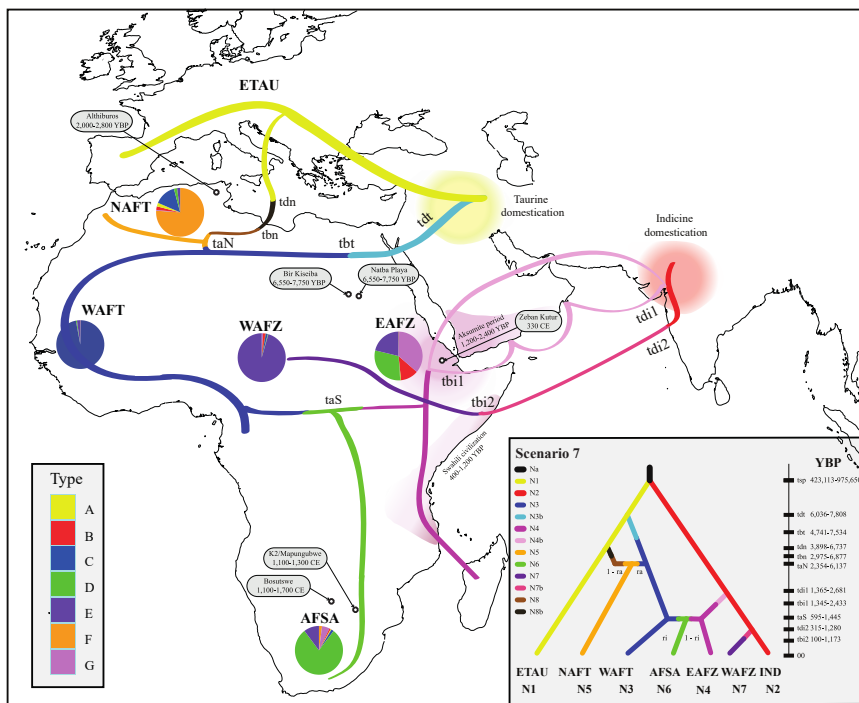 ETAU
Althiburos
2,000-2,800 YBP
NAFT
tdn
tbn
taN
tbt
tdt
Taurine
domestication
Indicine
domestication
Bir Kiseiba
6,550-7,750 YBP
Natba Playa
6,550-7,750 YBP
WAFT
WAFZ
EAFZ
Aksumite period
1,200-2,400 YBP
Zeban Kutur
330 CE
tdi1
tdi2
tbi1
tbi2
taS
Swahili civilization
400-1,200 YBP
K2/Mapungubwe
1,100-1,300 CE
Bosutswe
1,100-1,700 CE
AFSA
Type
A
B
C
D
E
F
G
Scenario 7
Na
N1
N2
N3
N3b
N4
N4b
N5
N6
N7
N7b
N8
N8b
1 - ra
ra
ri
1 - ri
YBP
tsp 423,113-975,650
tdt 6,036-7,808
tbt 4,741-7,534
tdn 3,898-6,737
tbn 2,975-6,877
taN 2,354-6,137
tdi1 1,365-2,681
tbi1 1,345-2,433
taS 595-1,445
tdi2 315-1,280
tbi2 100-1,173
00
ETAU NAFT WAFT AFSA EAFZ WAFZ IND
N1 N5 N3 N6 N4 N7 N2